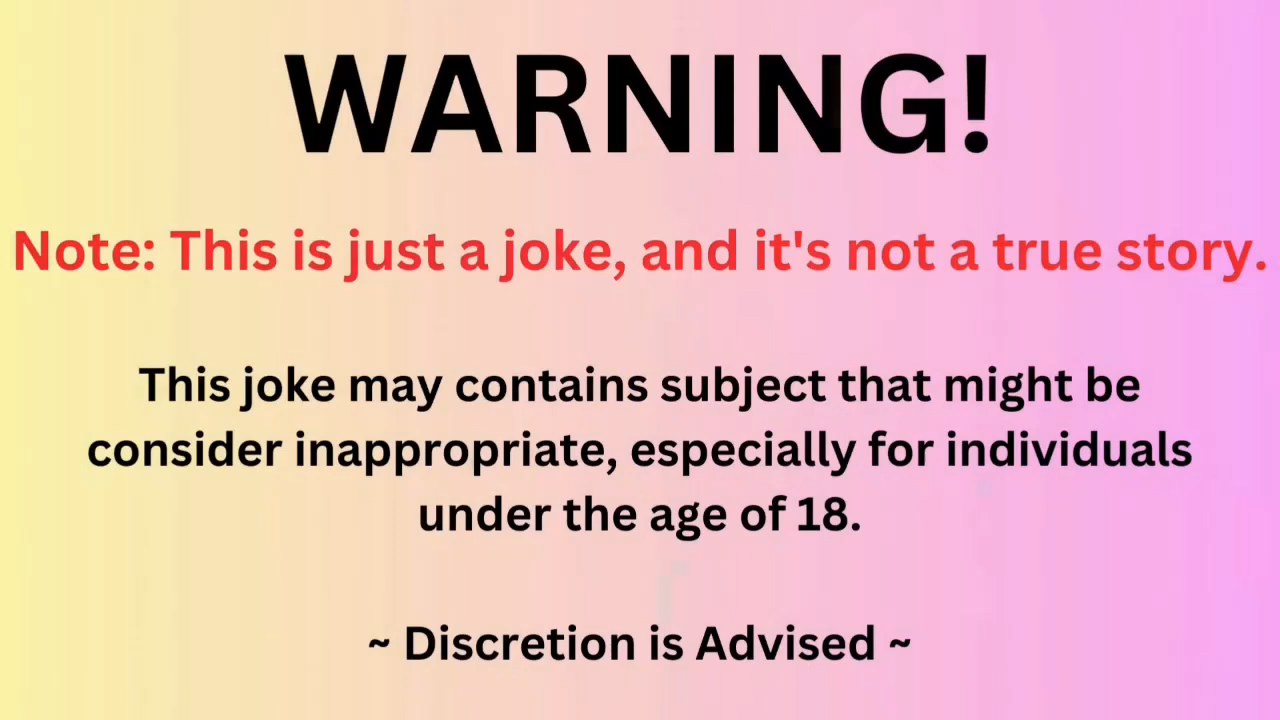 WARNING!
Note: This is just a joke, and it's not a true story.
This joke may contains subject that might be
consider inappropriate, especially for individuals
under the age of 18.
~ Discretion is Advised ~